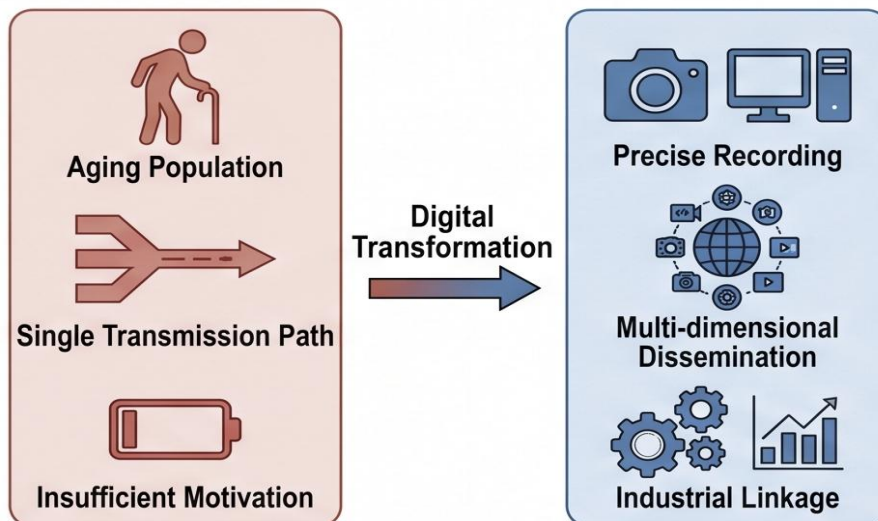 Aging Population
Single Transmission Path
Insufficient Motivation
Digital
Transformation
Precise Recording
Multi-dimensional
Dissemination
Industrial Linkage